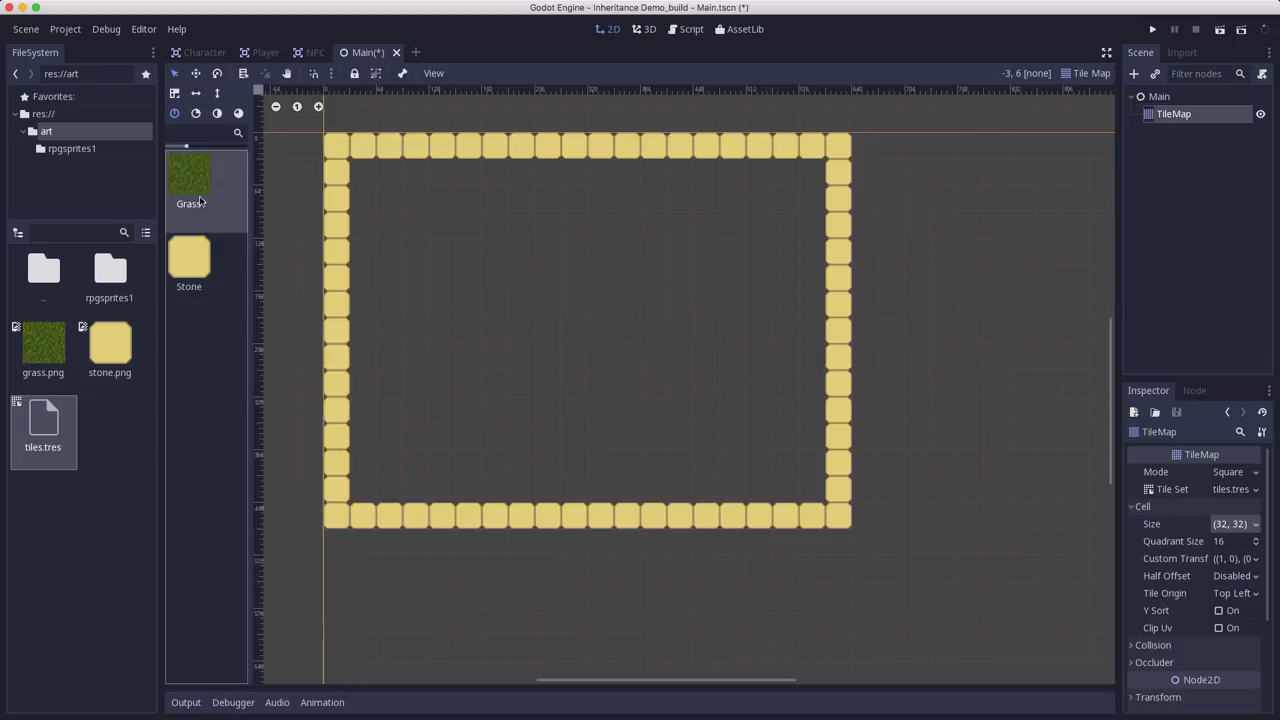 Godot Engine - Inheritance Demo_build - Main.tscn (*)
Scene Project Debug Editor Help
2D 3D Script AssetLib
FileSystem
res://art
Favorites:
res://
art
rpgsprites1
..
rpgsprites1
grass.png
stone.png
tiles.tres
Character Player NPC Main(*)
View
-3, 6 [none]
Tile Map
1
Grass
Stone
Output Debugger Audio Animation
Scene Import
Filter nodes
Main
TileMap
Inspector Node
TileMap
TileMap
Mode Square
Tile Set tiles.tres
Cell
Size (32, 32)
Quadrant Size 16
Custom Transf ((1, 0), (0
Half Offset Disabled
Tile Origin Top Left
Y Sort On
Clip Uv On
Collision
Occluder
Node2D
Transform